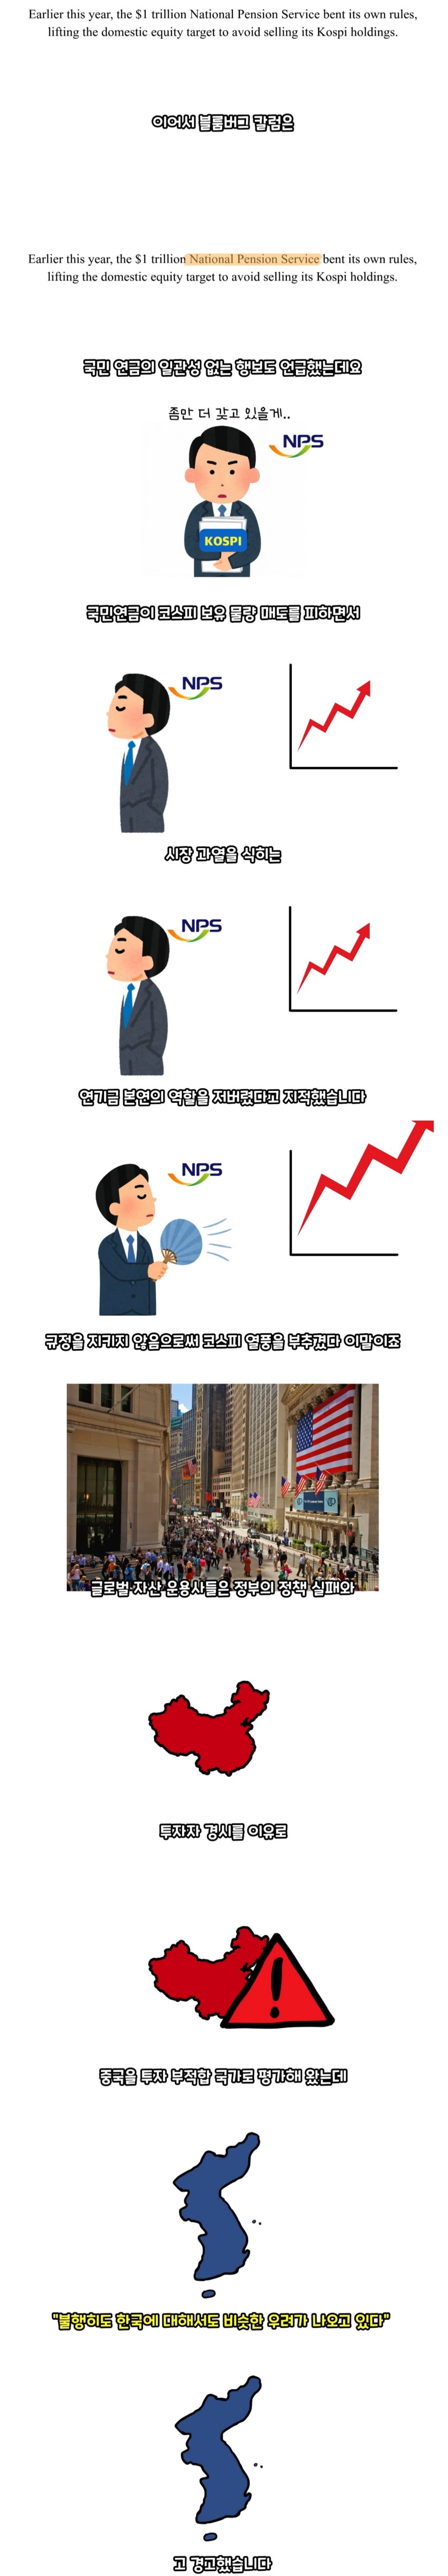 Earlier this year, the $1 trillion National Pension Service bent its own rules,
lifting the domestic equity target to avoid selling its Kospi holdings.
이어서 블룸버그 칼럼은
Earlier this year, the $1 trillion National Pension Service bent its own rules,
lifting the domestic equity target to avoid selling its Kospi holdings.
국민 연금의 일관성 없는 행보도 언급했는데요
좀만 더 갖고 있을게..
NPS
KOSPI
국민연금이 코스피 보유 물량 매도를 피하면서
NPS
시장 과열을 식히는
NPS
연기금 본연의 역할을 저버렸다고 지적했습니다
NPS
규정을 지키지 않음으로써 코스피 열풍을 부추겼다 이말이죠
글로벌 자산 운용사들은 정부의 정책 실패와
투자자 경시를 이유로
중국을 투자 부적합 국가로 평가해 왔는데
"불행히도 한국에 대해서도 비슷한 우려가 나오고 있다"
고 경고했습니다